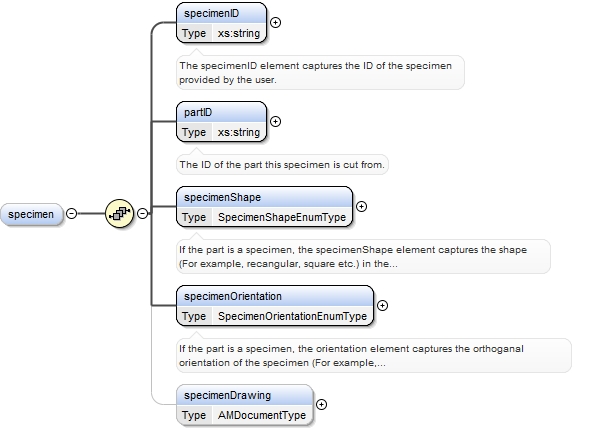 specimenID
Type xs:string
The specimenID element captures the ID of the specimen
provided by the user.
partID
Type xs:string
The ID of the part this specimen is cut from.
specimen
specimenShape
Type SpecimenShapeEnumType
If the part is a specimen, the specimenShape element captures the shape
(For example, recangular, square etc.) in the...
specimenOrientation
Type SpecimenOrientationEnumType
If the part is a specimen, the orientation element captures the orthoganal
orientation of the specimen (For example,...
specimenDrawing
Type AMDocumentType